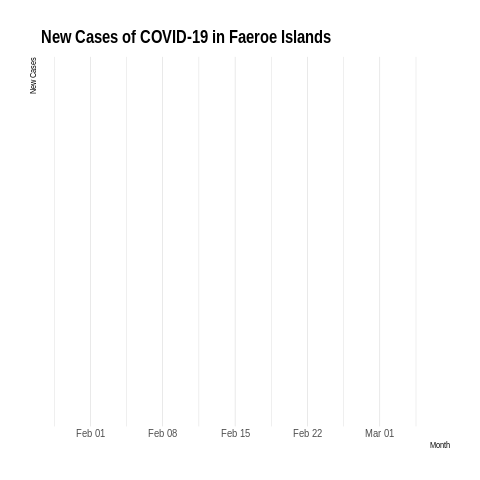 New Cases of COVID-19 in Faeroe Islands
New Cases
Feb 01 Feb 08 Feb 15 Feb 22 Mar 01
Month